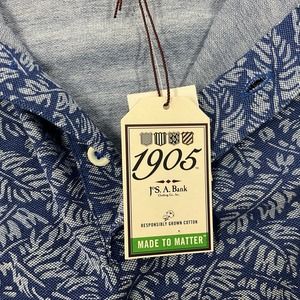 1905
JoS. A. Bank
Clothing Co. Inc.
RESPONSIBLY GROWN COTTON
MADE TO MATTER